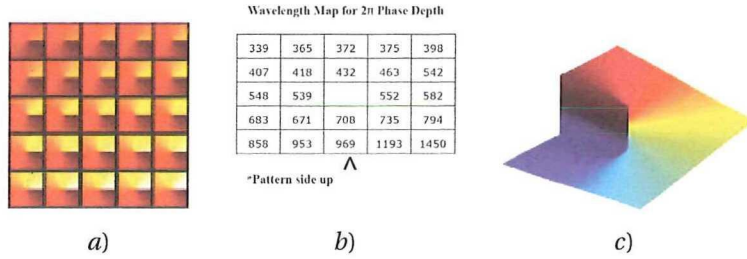 Wavelength Map for 2π Phase Depth
339 365 372 375 398
407 418 432 463 542
548 539 552 582
683 671 708 735 794
858 953 969 1193 1450
^
*Pattern side up
a) b) c)